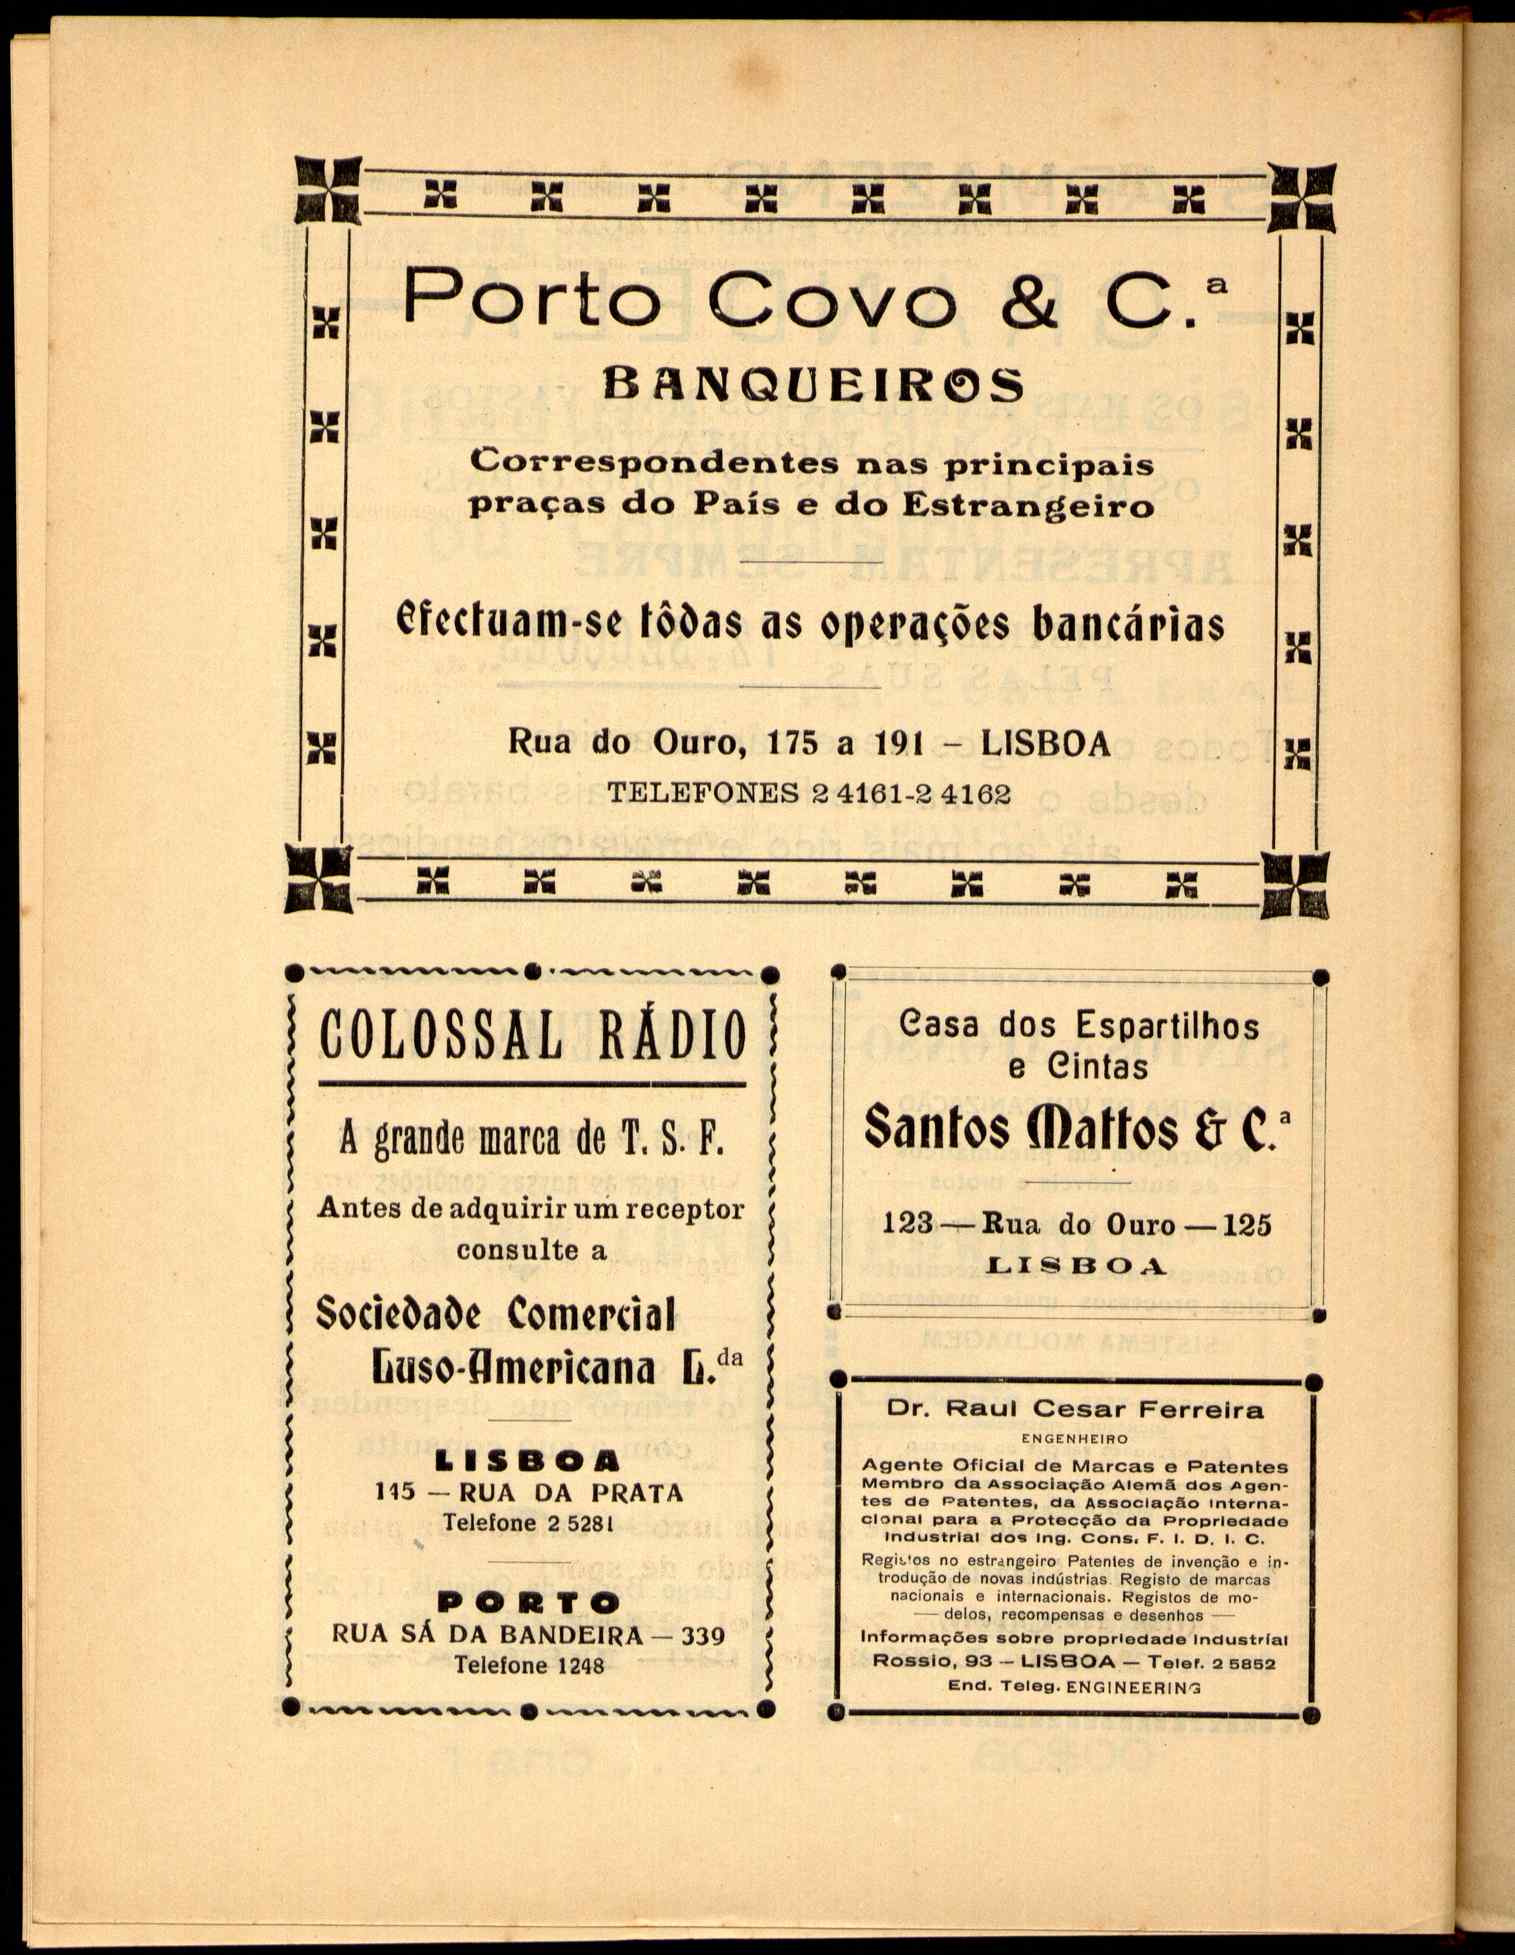 Porto Covo & C.ª
BANQUEIROS
Correspondentes nas principais
praças do País e do Estrangeiro
Efectuam-se tôdas as operações bancárias
Rua do Ouro, 175 a 191 – LISBOA
TELEFONES 2 4161-2 4162
COLOSSAL RÁDIO
A grande marca de T. S. F.
Antes de adquirir um receptor
consulte a
Sociedade Comercial
Luso-Americana L.da
LISBOA
145 — RUA DA PRATA
Telefone 2 5281
PORTO
RUA SÁ DA BANDEIRA — 339
Telefone 1248
Casa dos Espartilhos
e Cintas
Santos Mattos & C.ª
123 — Rua do Ouro — 125
LISBOA
Dr. Raul Cesar Ferreira
ENGENHEIRO
Agente Oficial de Marcas e Patentes
Membro da Associação Alemã dos Agen-
tes de Patentes, da Associação Interna-
cional para a Protecção da Propriedade
Industrial dos Ing. Cons. F. I. D. I. C.
Registos no estrangeiro Patentes de invenção e in-
trodução de novas indústrias. Registo de marcas
nacionais e internacionais. Registos de mo-
— delos, recompensas e desenhos —
Informações sobre propriedade Industrial
Rossio, 93 — LISBOA — Telef. 2 5852
End. Teleg. ENGINEERING